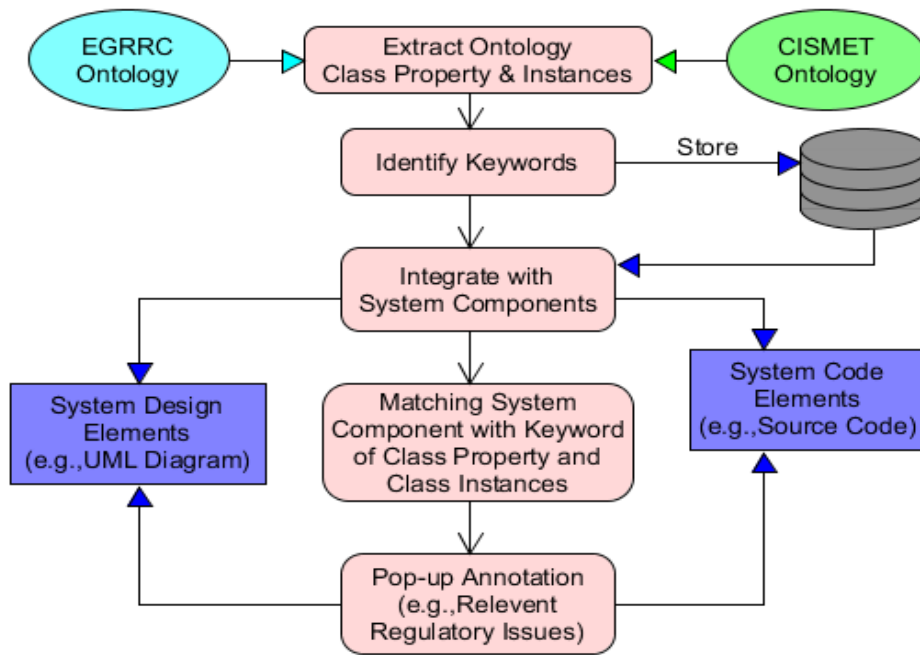 EGRRC
Ontology
Extract Ontology
Class Property & Instances
CISMET
Ontology
Identify Keywords
Store
Integrate with
System Components
System Design
Elements
(e.g.,UML Diagram)
Matching System
Component with Keyword
of Class Property and
Class Instances
System Code
Elements
(e.g.,Source Code)
Pop-up Annotation
(e.g.,Relevent
Regulatory Issues)